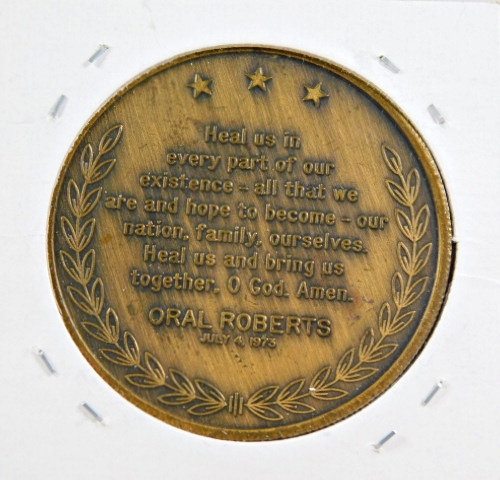 Heal us in
every part of our
existence - all that we
are and hope to become - our
nation, family, ourselves.
Heal us and bring us
together. O God. Amen.
ORAL ROBERTS
JULY 4, 1973